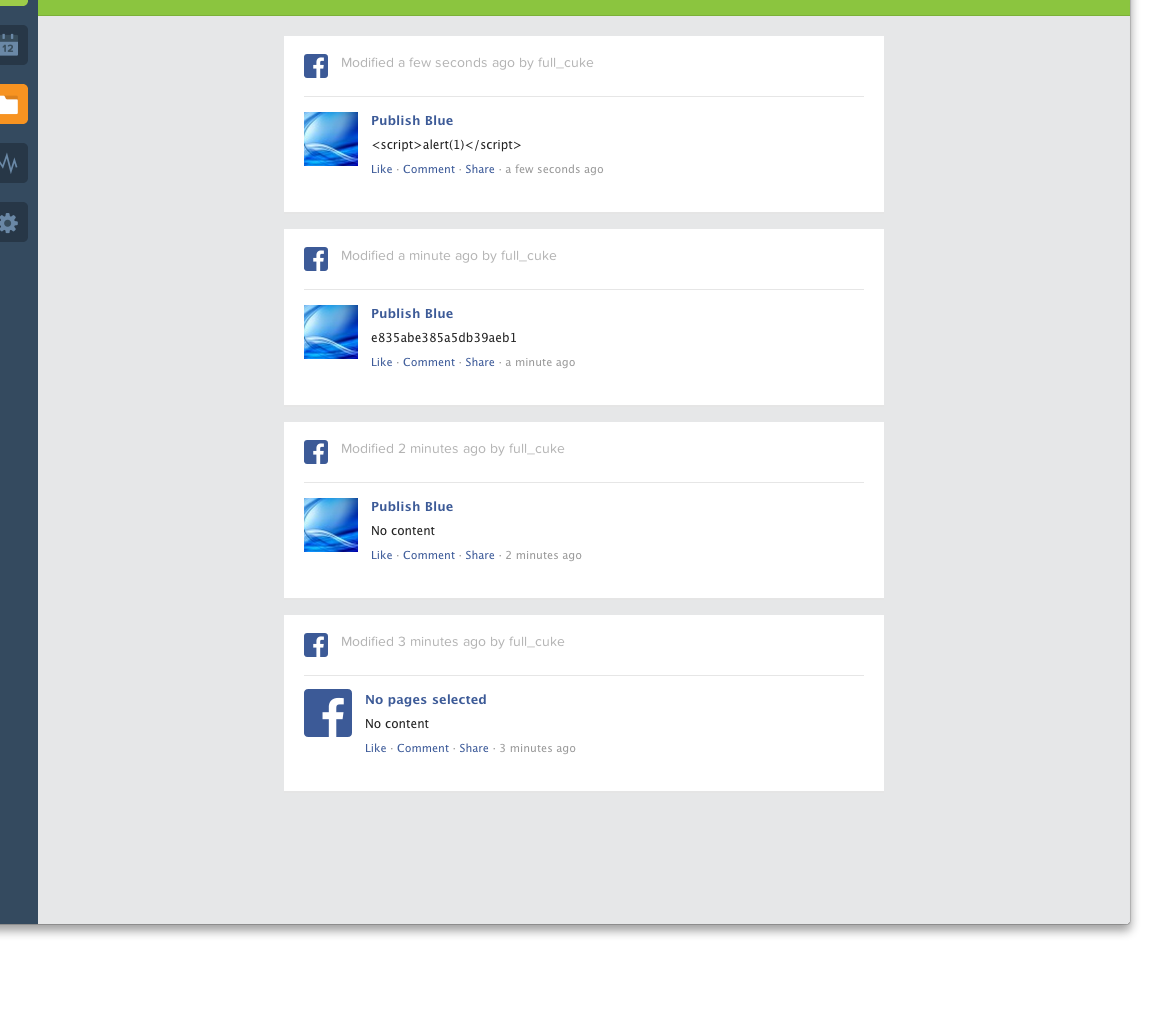 12
Modified a few seconds ago by full_cuke
Publish Blue
<script>alert(1)</script>
Like · Comment · Share · a few seconds ago
Modified a minute ago by full_cuke
Publish Blue
e835abe385a5db39aeb1
Like · Comment · Share · a minute ago
Modified 2 minutes ago by full_cuke
Publish Blue
No content
Like · Comment · Share · 2 minutes ago
Modified 3 minutes ago by full_cuke
No pages selected
No content
Like · Comment · Share · 3 minutes ago